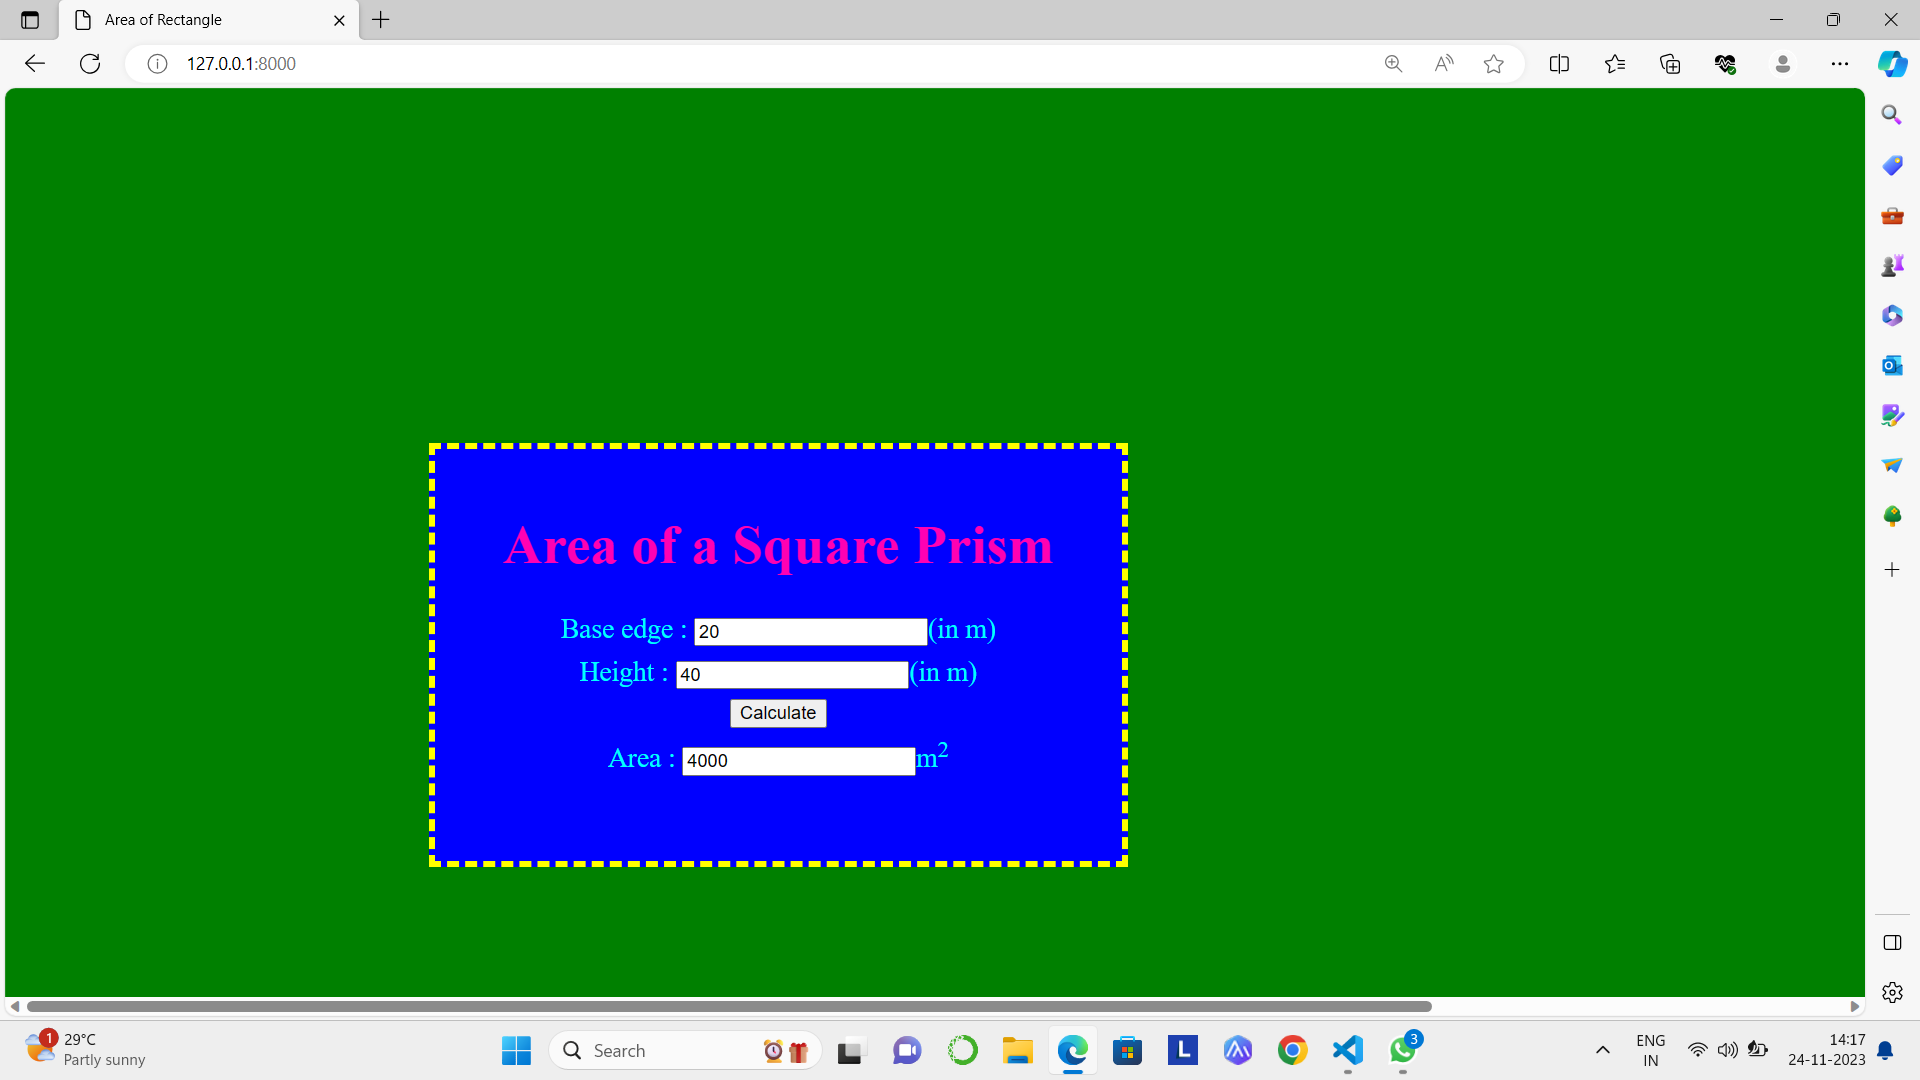 Area of Rectangle
127.0.0.1:8000
Area of a Square Prism
Base edge : 20 (in m)
Height : 40 (in m)
Calculate
Area : 4000 m²
1
29°C
Partly sunny
Search
L
3
ENG
IN
14:17
24-11-2023